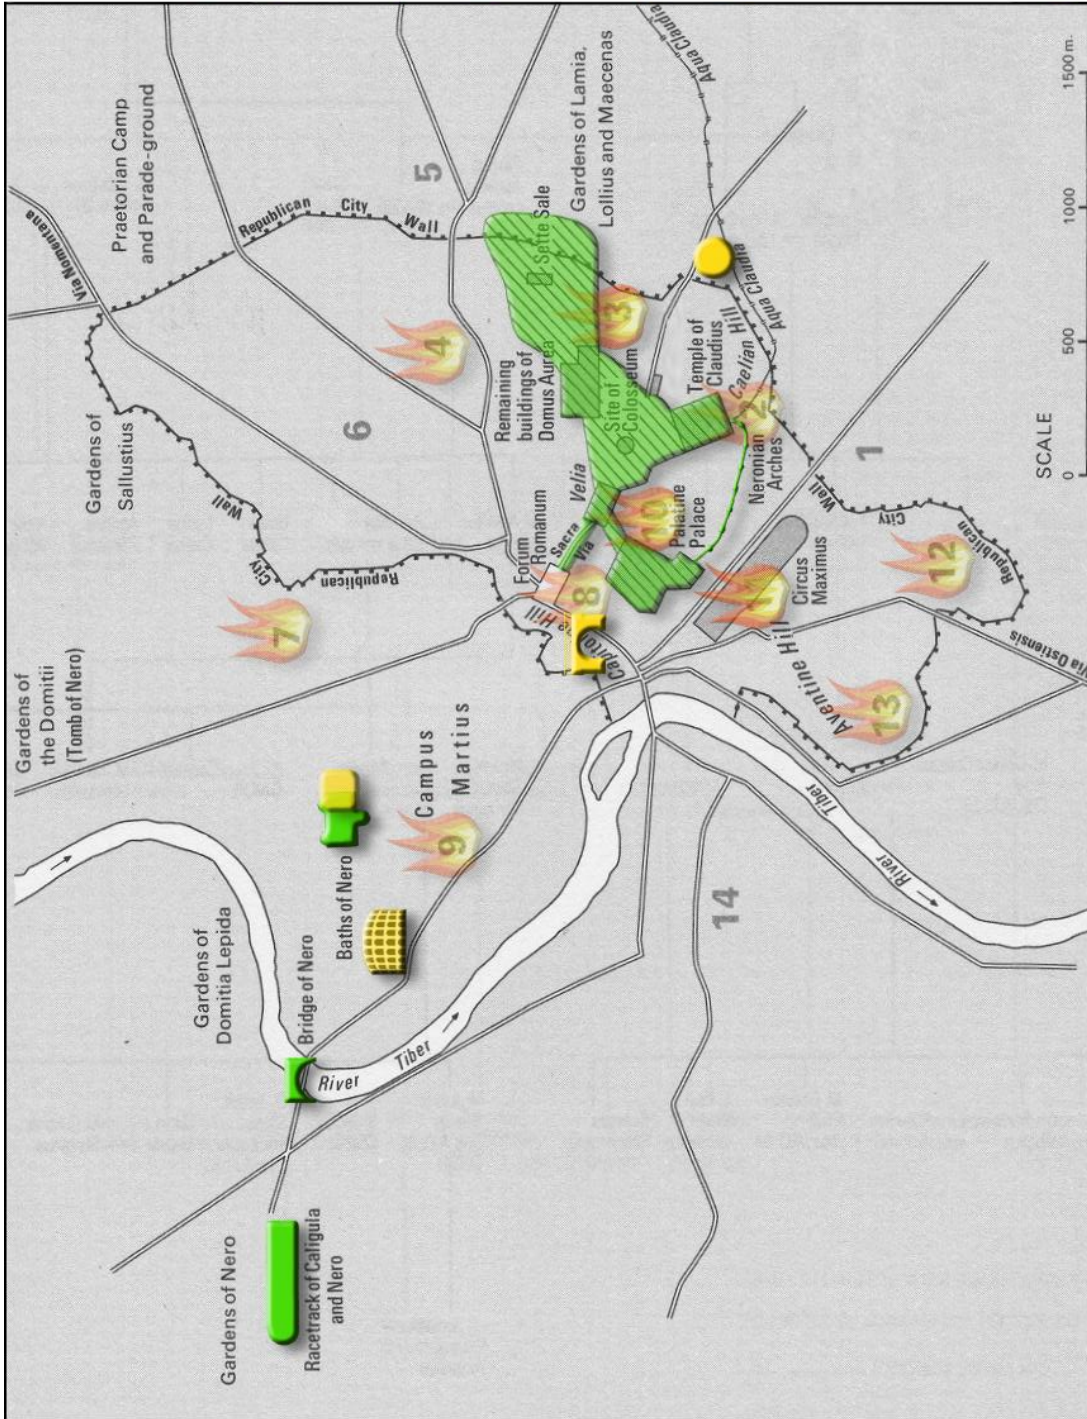 Via Nomentana
Praetorian Camp
and Parade-ground
Republican
City
Wall
5
Gardens of Lamia,
Lollius and Maecenas
Aqua Claudia
Aqua Claudia
1500 m.
1000
500
0
SCALE
Gardens of
Sallustius
Wall
City
Republican
6
4
Sette Sale
3
Remaining
buildings of
Domus Aurea
Site of
Colosseum
Temple of
Claudius
Caelian Hill
Aqua Claudia
2
Neronian
Arches
1
Velia
Forum
Romanum
Sacra
Via
10
Palatine
Palace
8
Hill
11
Circus
Maximus
Wall
City
Republican
12
Via Ostiensis
Aventine Hill
13
7
Gardens of
the Domitii
(Tomb of Nero)
Campus
Martius
9
Baths of Nero
Gardens of
Domitia Lepida
Bridge of Nero
River
Tiber
Tiber
River
14
Gardens of Nero
Racetrack of Caligula
and Nero